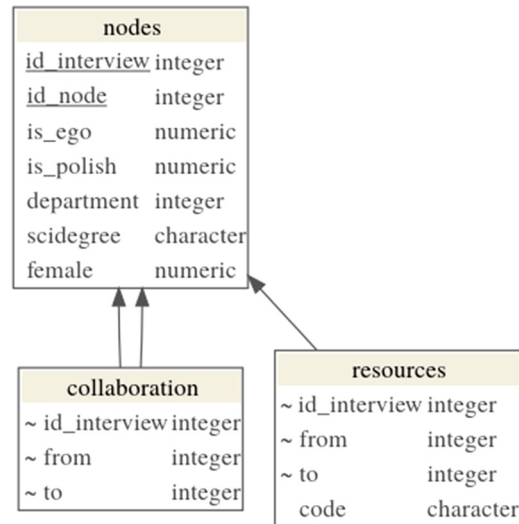 nodes
id_interview integer
id_node integer
is_ego numeric
is_polish numeric
department integer
scidegree character
female numeric
collaboration
~ id_interview integer
~ from integer
~ to integer
resources
~ id_interview integer
~ from integer
~ to integer
code character